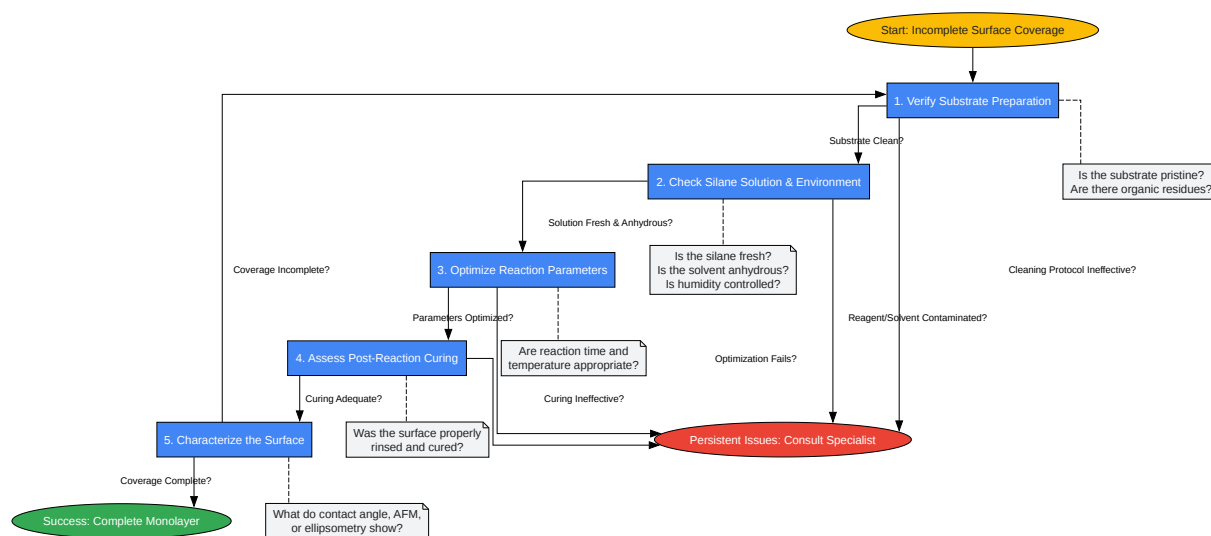 Start: Incomplete Surface Coverage
1. Verify Substrate Preparation
Substrate Clean?
Is the substrate pristine?
Are there organic residues?
2. Check Silane Solution & Environment
Solution Fresh & Anhydrous?
Is the silane fresh?
Is the solvent anhydrous?
Is humidity controlled?
Coverage Incomplete?
3. Optimize Reaction Parameters
Cleaning Protocol Ineffective?
Parameters Optimized?
Reagent/Solvent Contaminated?
Are reaction time and
temperature appropriate?
4. Assess Post-Reaction Curing
Optimization Fails?
Curing Adequate?
Curing Ineffective?
Was the surface properly
rinsed and cured?
5. Characterize the Surface
Persistent Issues: Consult Specialist
Coverage Complete?
What do contact angle, AFM,
or ellipsometry show?
Success: Complete Monolayer